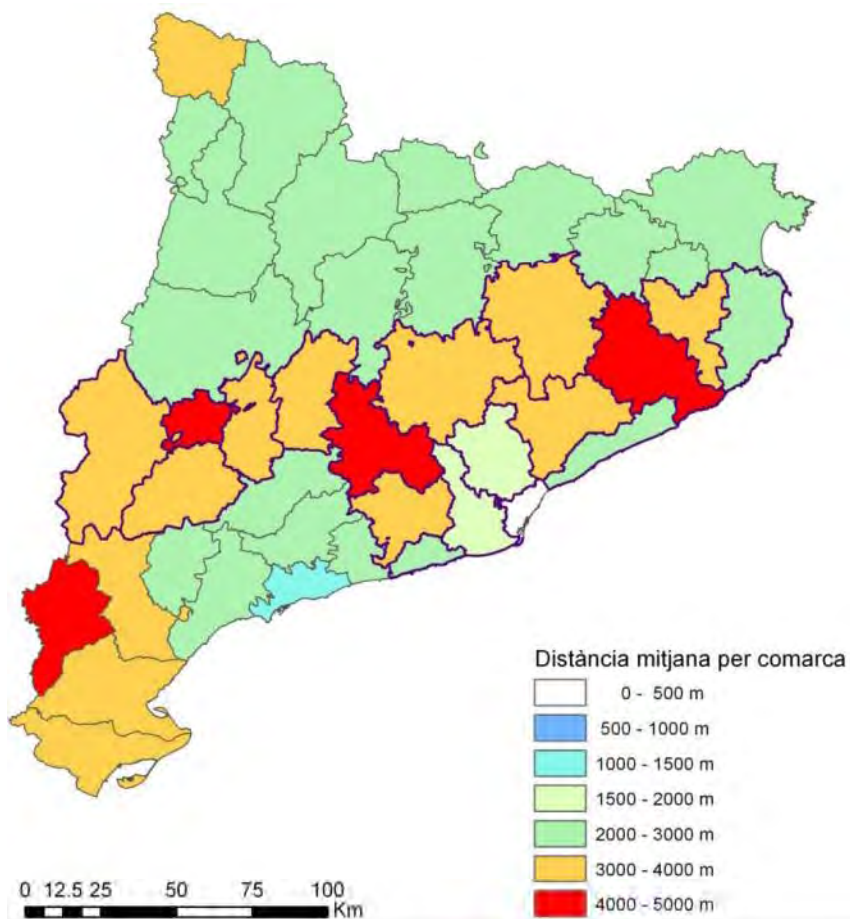 Distància mitjana per comarca
0 - 500 m
500 - 1000 m
1000 - 1500 m
1500 - 2000 m
2000 - 3000 m
3000 - 4000 m
4000 - 5000 m
0 12.5 25 50 75 100
Km